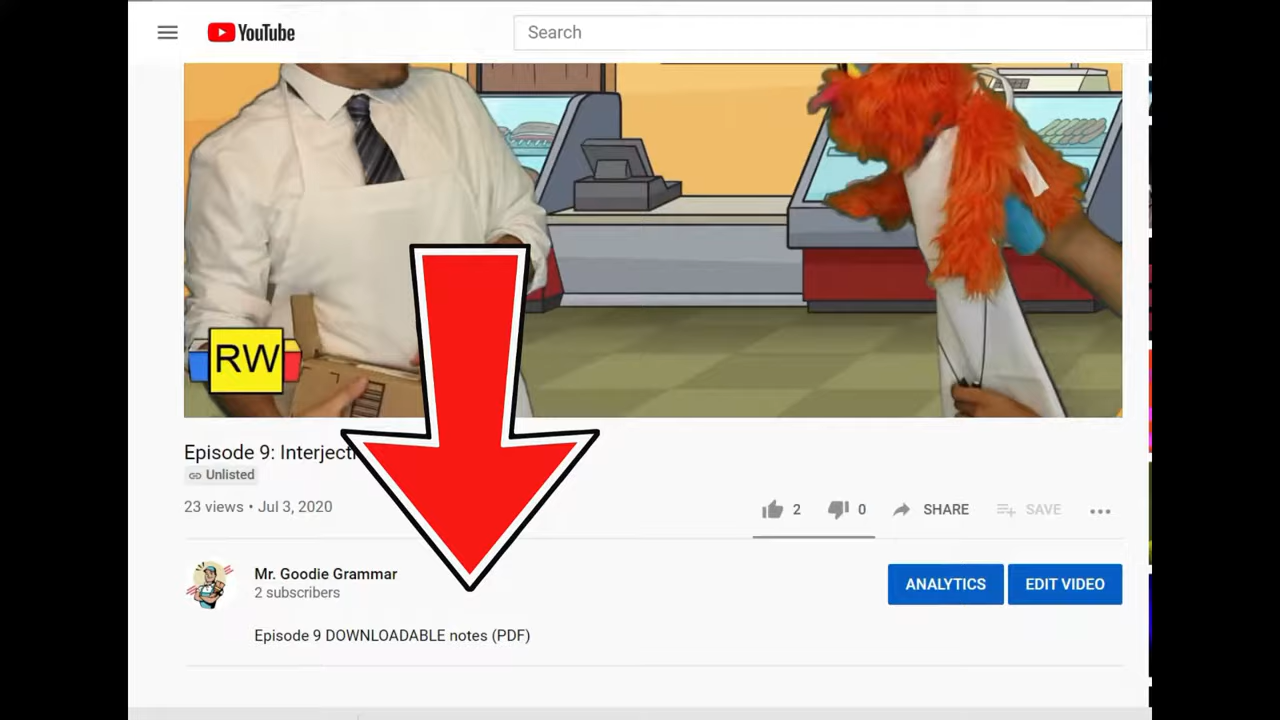 YouTube
Search
RW
Episode 9: Interject
Unlisted
23 views • Jul 3, 2020
2
0
SHARE
SAVE
Mr. Goodie Grammar
2 subscribers
ANALYTICS
EDIT VIDEO
Episode 9 DOWNLOADABLE notes (PDF)